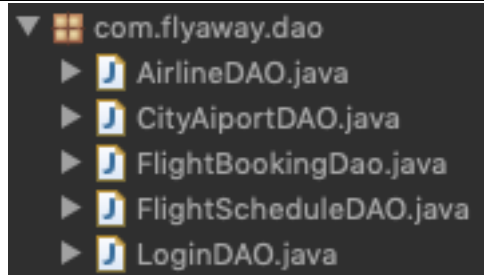 com.flyaway.dao
AirlineDAO.java
CityAiportDAO.java
FlightBookingDao.java
FlightScheduleDAO.java
LoginDAO.java